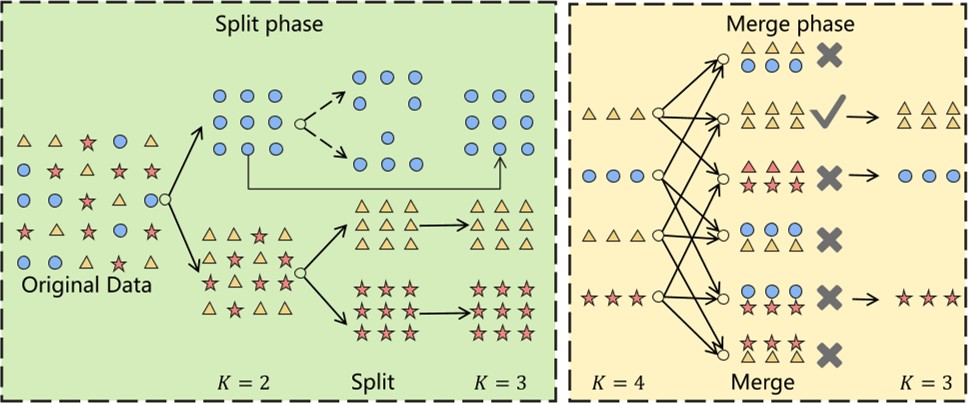 Split phase
Original Data
K = 2
Split
K = 3
Merge phase
K = 4
Merge
K = 3